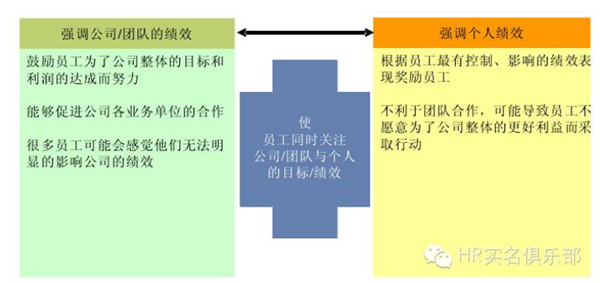 强调公司/团队的绩效
鼓励员工为了公司整体的目标和
利润的达成而努力
能够促进公司各业务单位的合作
很多员工可能会感觉他们无法明
显的影响公司的绩效
使
员工同时关注
公司/团队与个人
的目标/绩效
强调个人绩效
根据员工最有控制、影响的绩效表
现奖励员工
不利于团队合作，可能导致员工不
愿意为了公司整体的更好利益而采
取行动
HR实名俱乐部